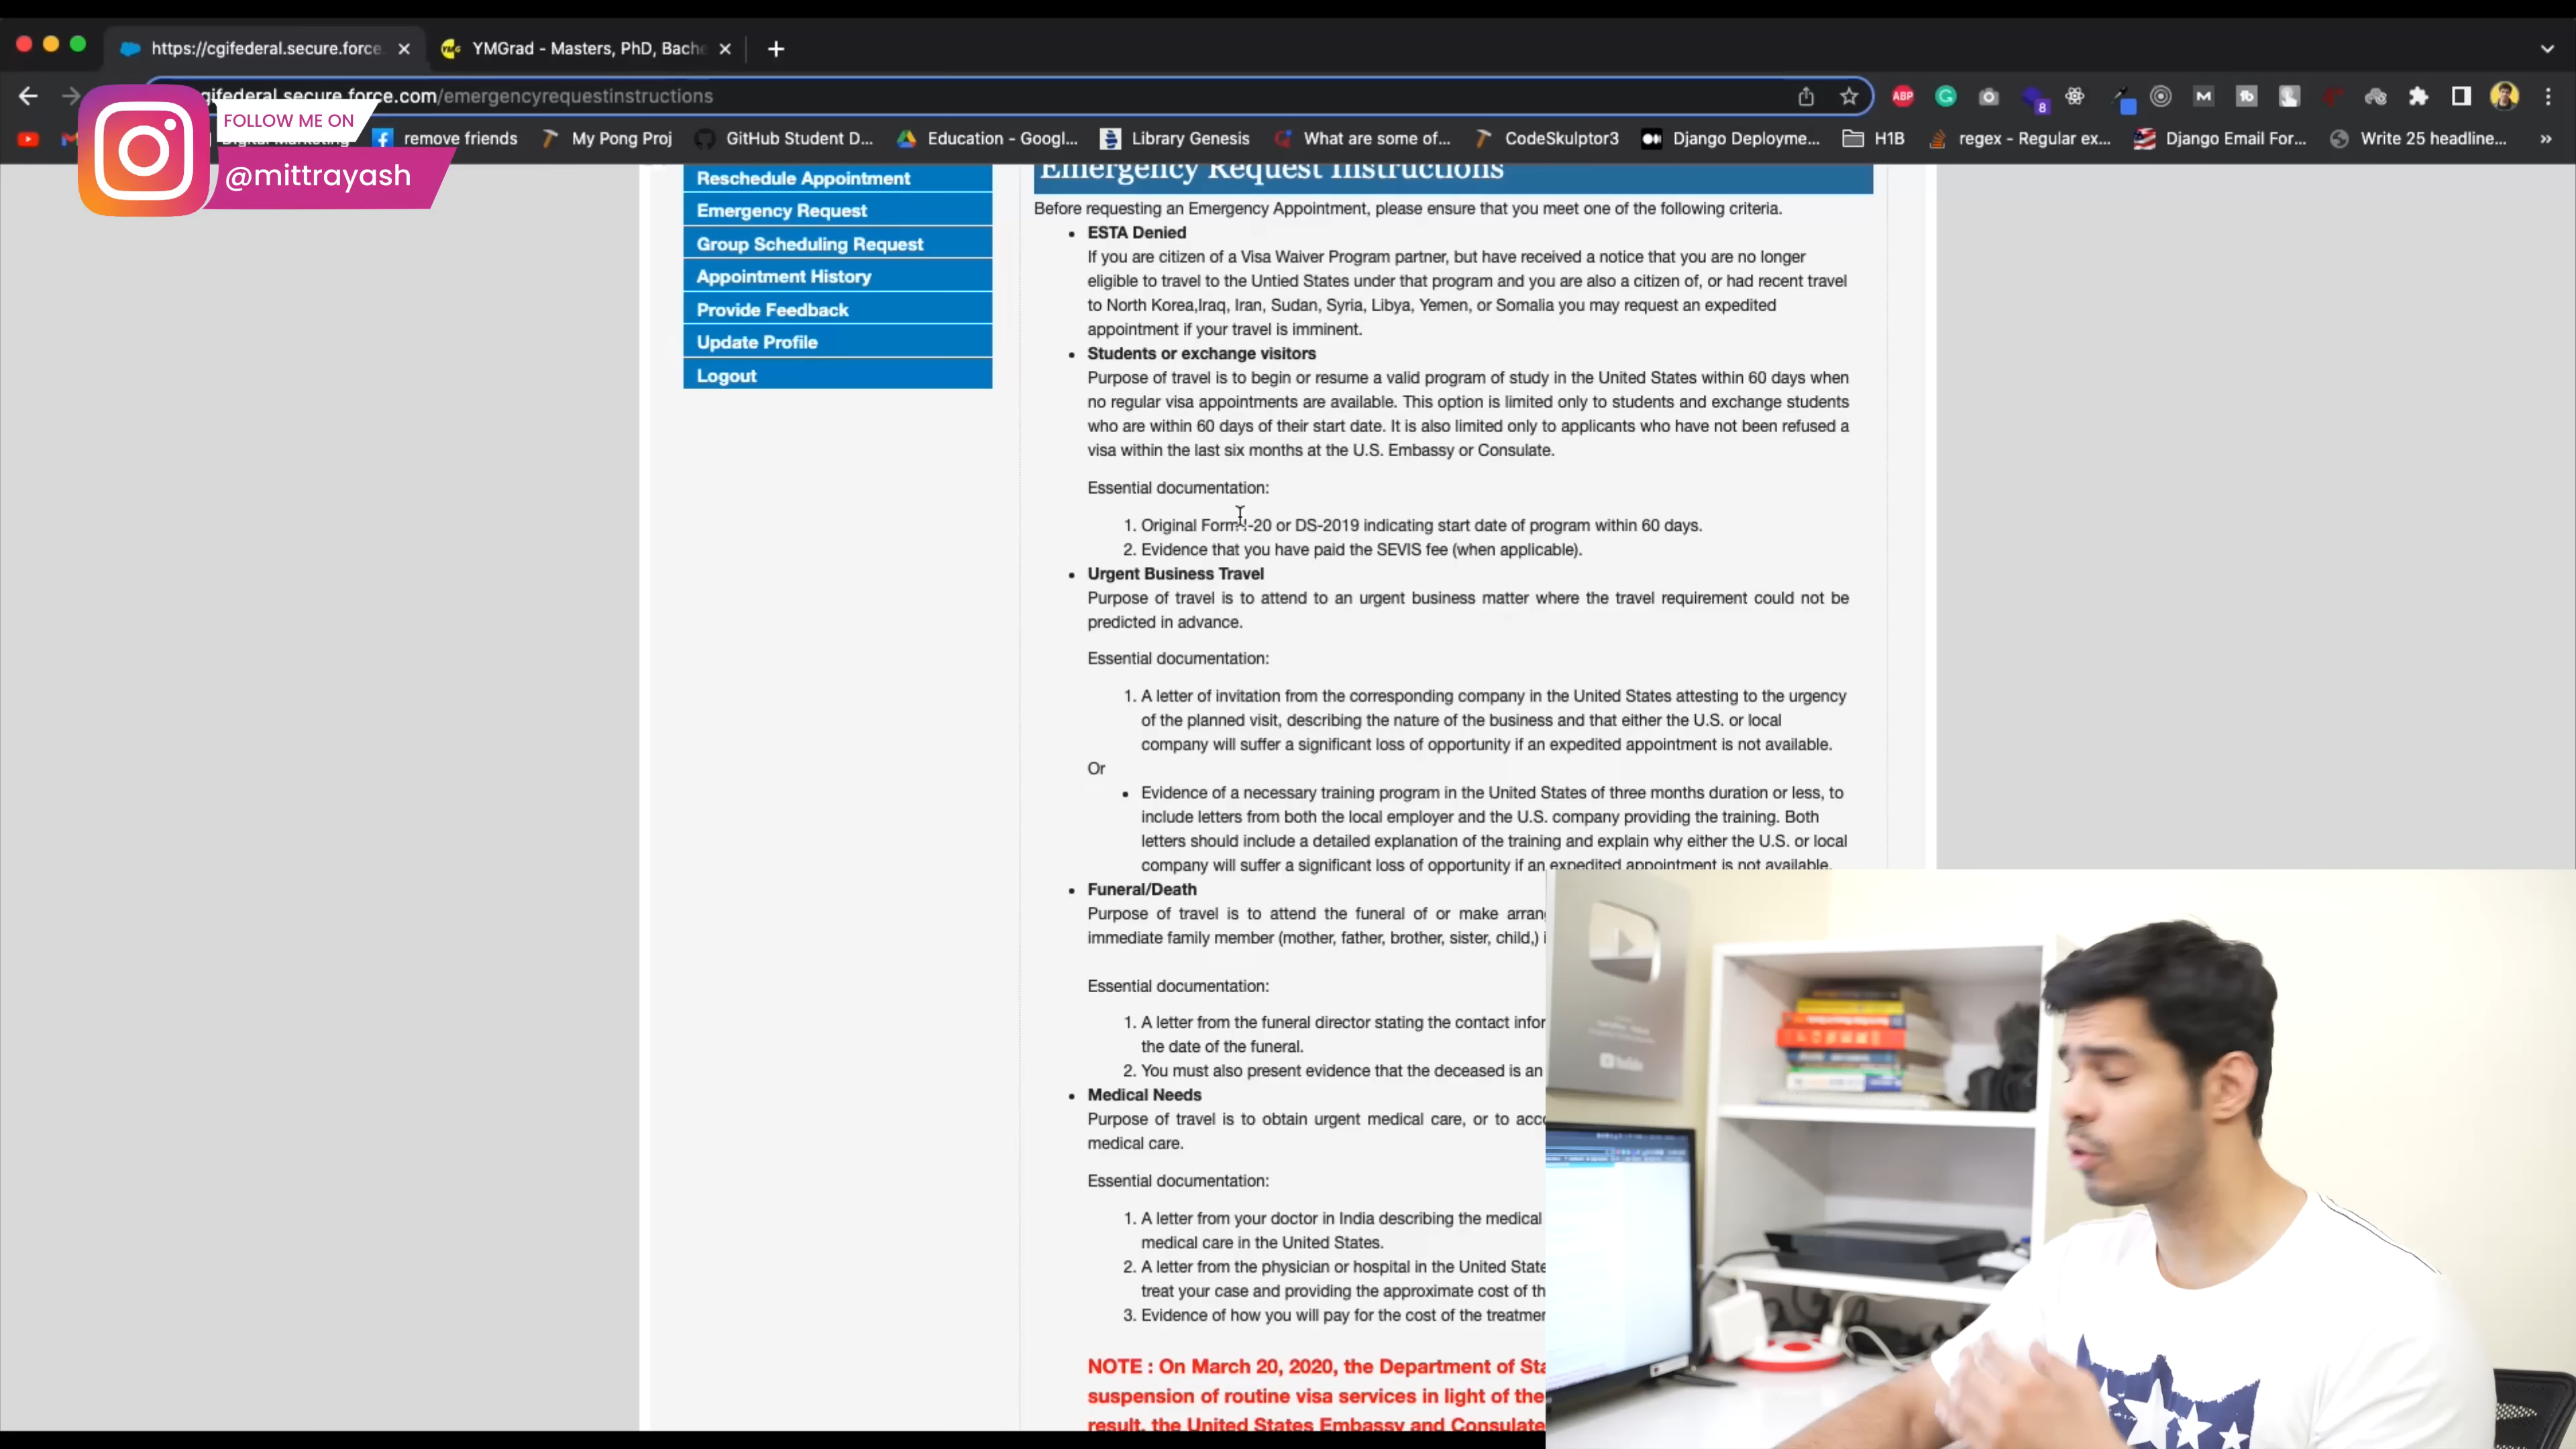 https://cgifederal.secure.force
YMGrad - Masters, PhD, Bache
gifederal.secure.force.com/emergencyrequestinstructions
ABP
8
FOLLOW ME ON
@mittrayash
remove friends
My Pong Proj
GitHub Student D...
Education - Googl...
Library Genesis
What are some of...
CodeSkulptor3
Django Deployme...
H1B
regex - Regular ex...
Django Email For...
Write 25 headline...
Reschedule Appointment
Emergency Request
Group Scheduling Request
Appointment History
Provide Feedback
Update Profile
Logout
Emergency Request Instructions
Before requesting an Emergency Appointment, please ensure that you meet one of the following criteria.
• ESTA Denied
If you are citizen of a Visa Waiver Program partner, but have received a notice that you are no longer
eligible to travel to the Untied States under that program and you are also a citizen of, or had recent travel
to North Korea,Iraq, Iran, Sudan, Syria, Libya, Yemen, or Somalia you may request an expedited
appointment if your travel is imminent.
• Students or exchange visitors
Purpose of travel is to begin or resume a valid program of study in the United States within 60 days when
no regular visa appointments are available. This option is limited only to students and exchange students
who are within 60 days of their start date. It is also limited only to applicants who have not been refused a
visa within the last six months at the U.S. Embassy or Consulate.
Essential documentation:
1. Original Form I-20 or DS-2019 indicating start date of program within 60 days.
2. Evidence that you have paid the SEVIS fee (when applicable).
• Urgent Business Travel
Purpose of travel is to attend to an urgent business matter where the travel requirement could not be
predicted in advance.
Essential documentation:
1. A letter of invitation from the corresponding company in the United States attesting to the urgency
of the planned visit, describing the nature of the business and that either the U.S. or local
company will suffer a significant loss of opportunity if an expedited appointment is not available.
Or
• Evidence of a necessary training program in the United States of three months duration or less, to
include letters from both the local employer and the U.S. company providing the training. Both
letters should include a detailed explanation of the training and explain why either the U.S. or local
company will suffer a significant loss of opportunity if an expedited appointment is not available.
• Funeral/Death
Purpose of travel is to attend the funeral of or make arran
immediate family member (mother, father, brother, sister, child,) i
Essential documentation:
1. A letter from the funeral director stating the contact infor
the date of the funeral.
2. You must also present evidence that the deceased is an
• Medical Needs
Purpose of travel is to obtain urgent medical care, or to acc
medical care.
Essential documentation:
1. A letter from your doctor in India describing the medical
medical care in the United States.
2. A letter from the physician or hospital in the United State
treat your case and providing the approximate cost of th
3. Evidence of how you will pay for the cost of the treatmen
NOTE : On March 20, 2020, the Department of Sta
suspension of routine visa services in light of the
result, the United States Embassy and Consulate